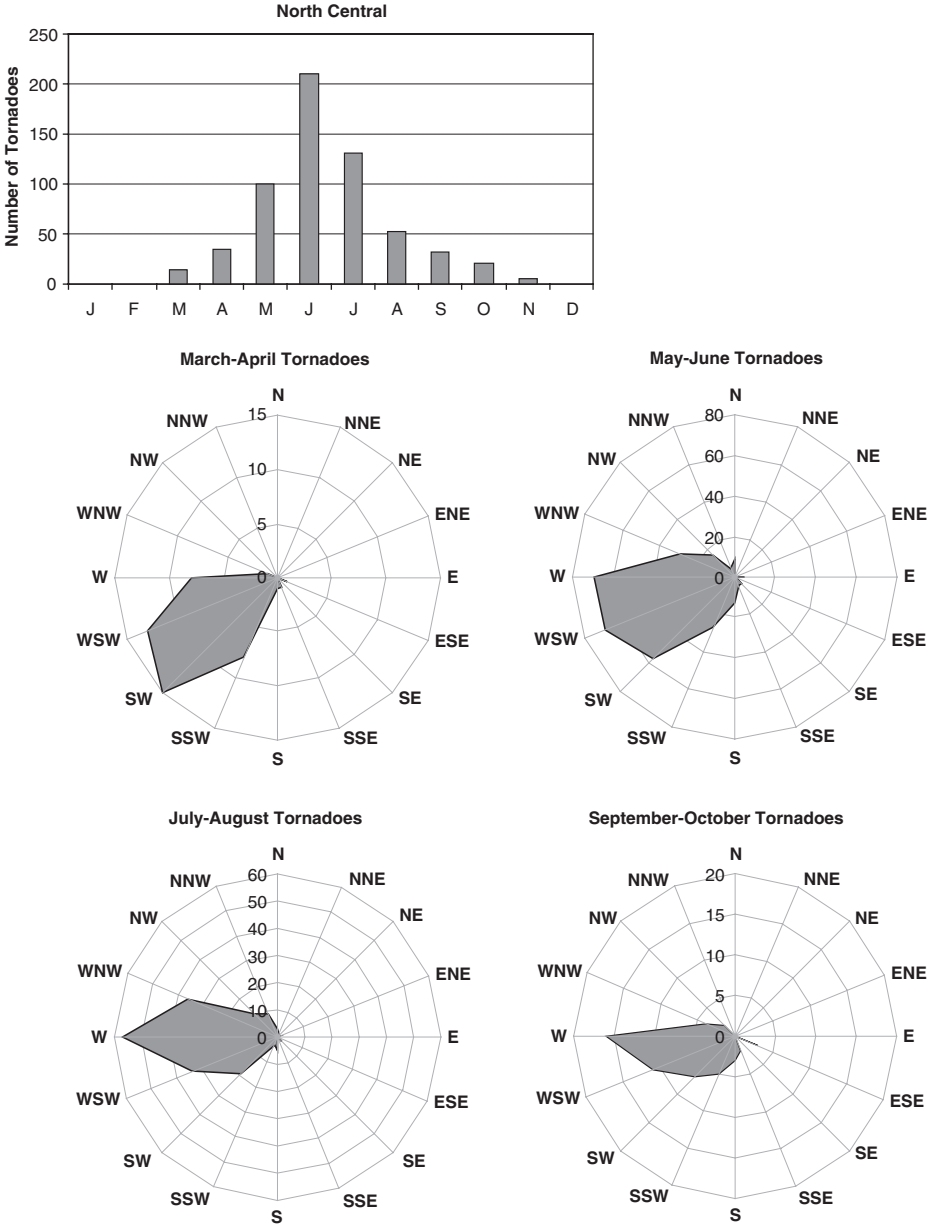 North Central
Number of Tornadoes
250
200
150
100
50
0
J F M A M J J A S O N D
March-April Tornadoes
N
NNE
NE
ENE
E
ESE
SE
SSE
S
SSW
SW
WSW
W
WNW
NW
NNW
15
10
5
0
May-June Tornadoes
N
NNE
NE
ENE
E
ESE
SE
SSE
S
SSW
SW
WSW
W
WNW
NW
NNW
80
60
40
20
0
July-August Tornadoes
N
NNE
NE
ENE
E
ESE
SE
SSE
S
SSW
SW
WSW
W
WNW
NW
NNW
60
50
40
30
20
10
0
September-October Tornadoes
N
NNE
NE
ENE
E
ESE
SE
SSE
S
SSW
SW
WSW
W
WNW
NW
NNW
20
15
10
5
0